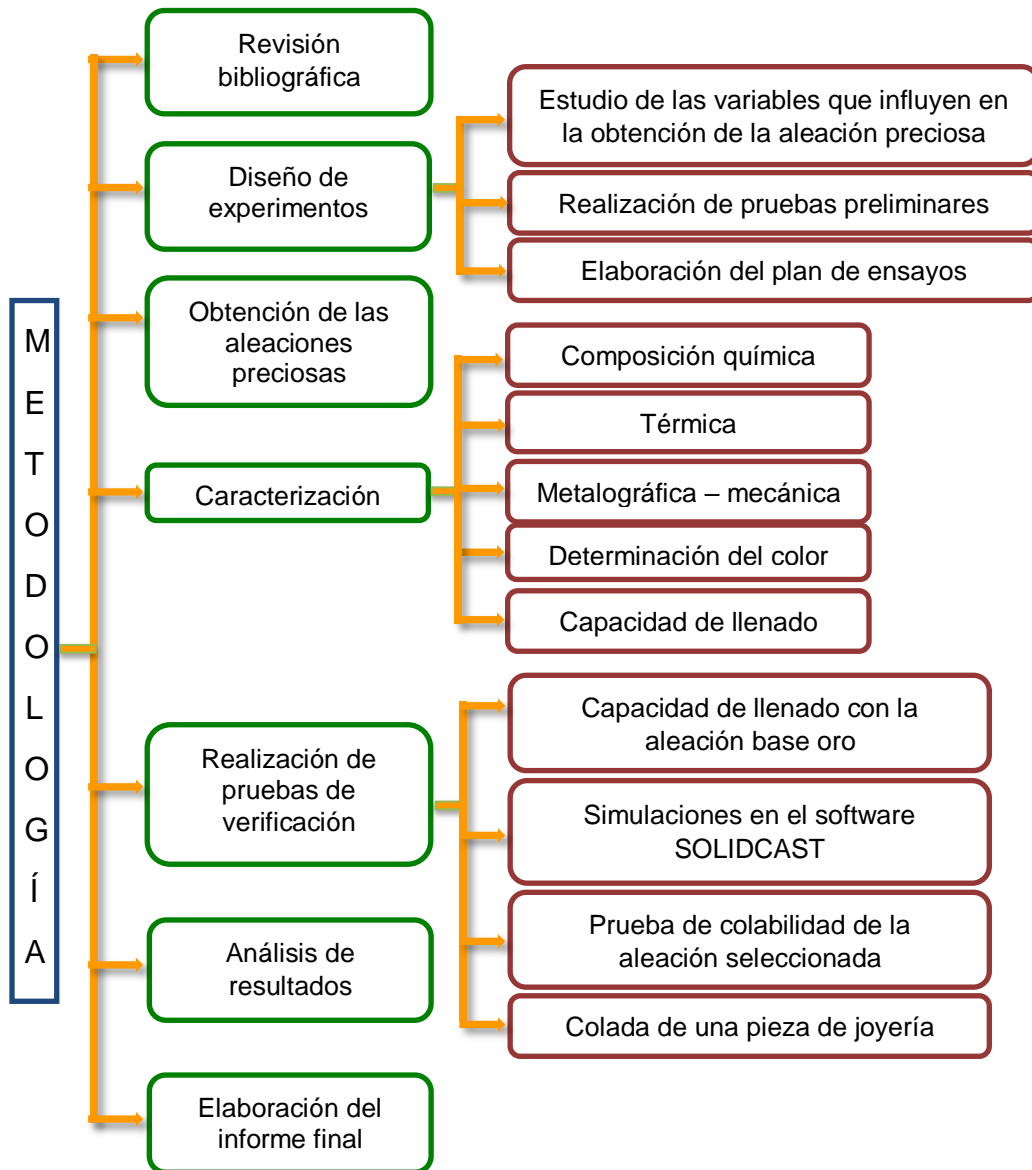 METODOLOGÍA
Revisión
bibliográfica
Diseño de
experimentos
Estudio de las variables que influyen en
la obtención de la aleación preciosa
Realización de pruebas preliminares
Elaboración del plan de ensayos
Obtención de las
aleaciones
preciosas
Caracterización
Composición química
Térmica
Metalográfica – mecánica
Determinación del color
Capacidad de llenado
Realización de
pruebas de
verificación
Capacidad de llenado con la
aleación base oro
Simulaciones en el software
SOLIDCAST
Prueba de colabilidad de la
aleación seleccionada
Colada de una pieza de joyería
Análisis de
resultados
Elaboración del
informe final